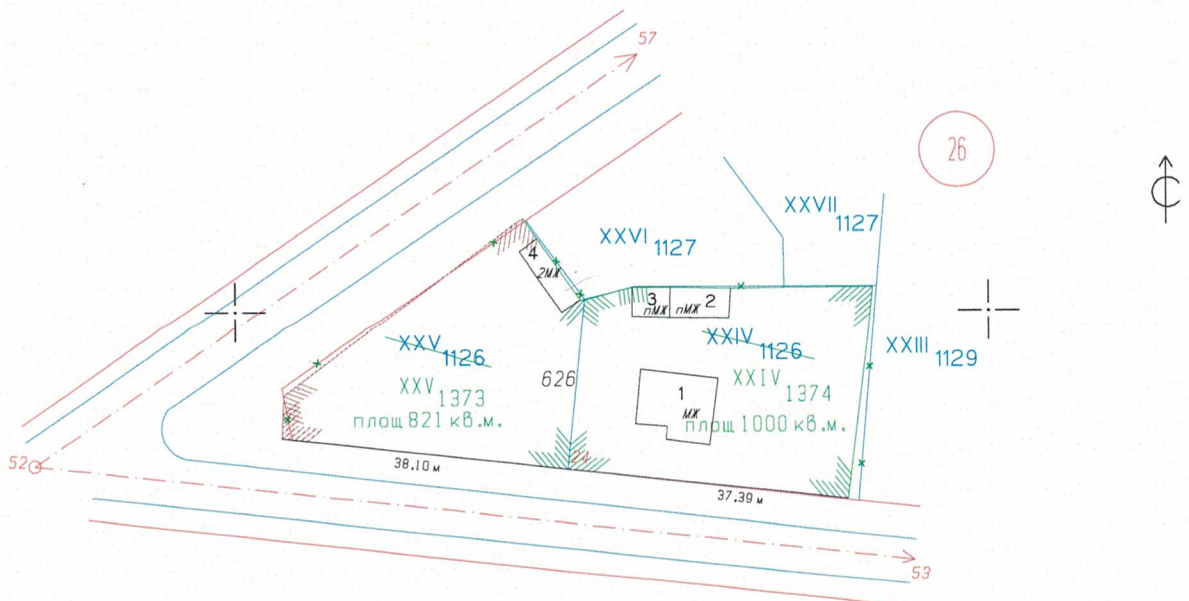 57
26
XXVII
1127
XXVI 1127
4
2МЖ
3 2
пМЖ пМЖ
XXV 1126
XXIV 1126
XXIII 1129
626
XXV 1373
площ 821 кв.м.
XXIV 1374
1
МЖ
площ 1000 кв.м.
24
52
38.10 м
37.39 м
53